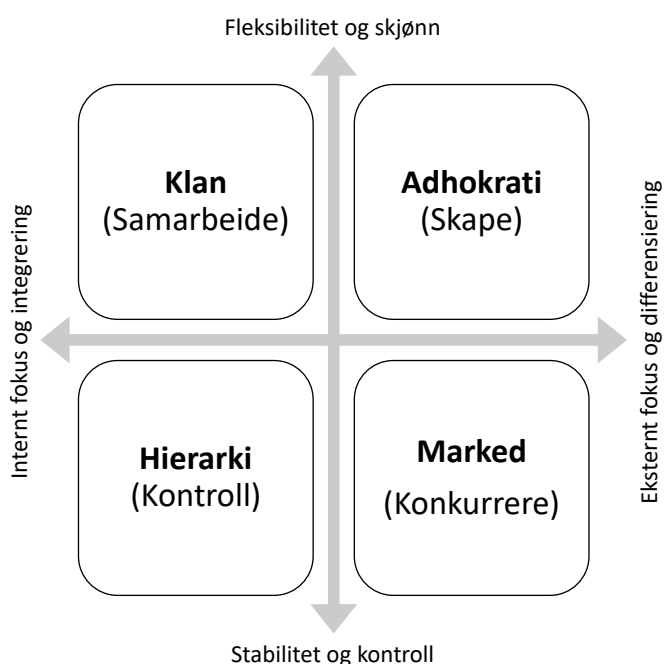 Fleksibilitet og skjønn
Klan
(Samarbeide)
Adhokrati
(Skape)
Internt fokus og integrering
Eksternt fokus og differensiering
Hierarki
(Kontroll)
Marked
(Konkurrere)
Stabilitet og kontroll